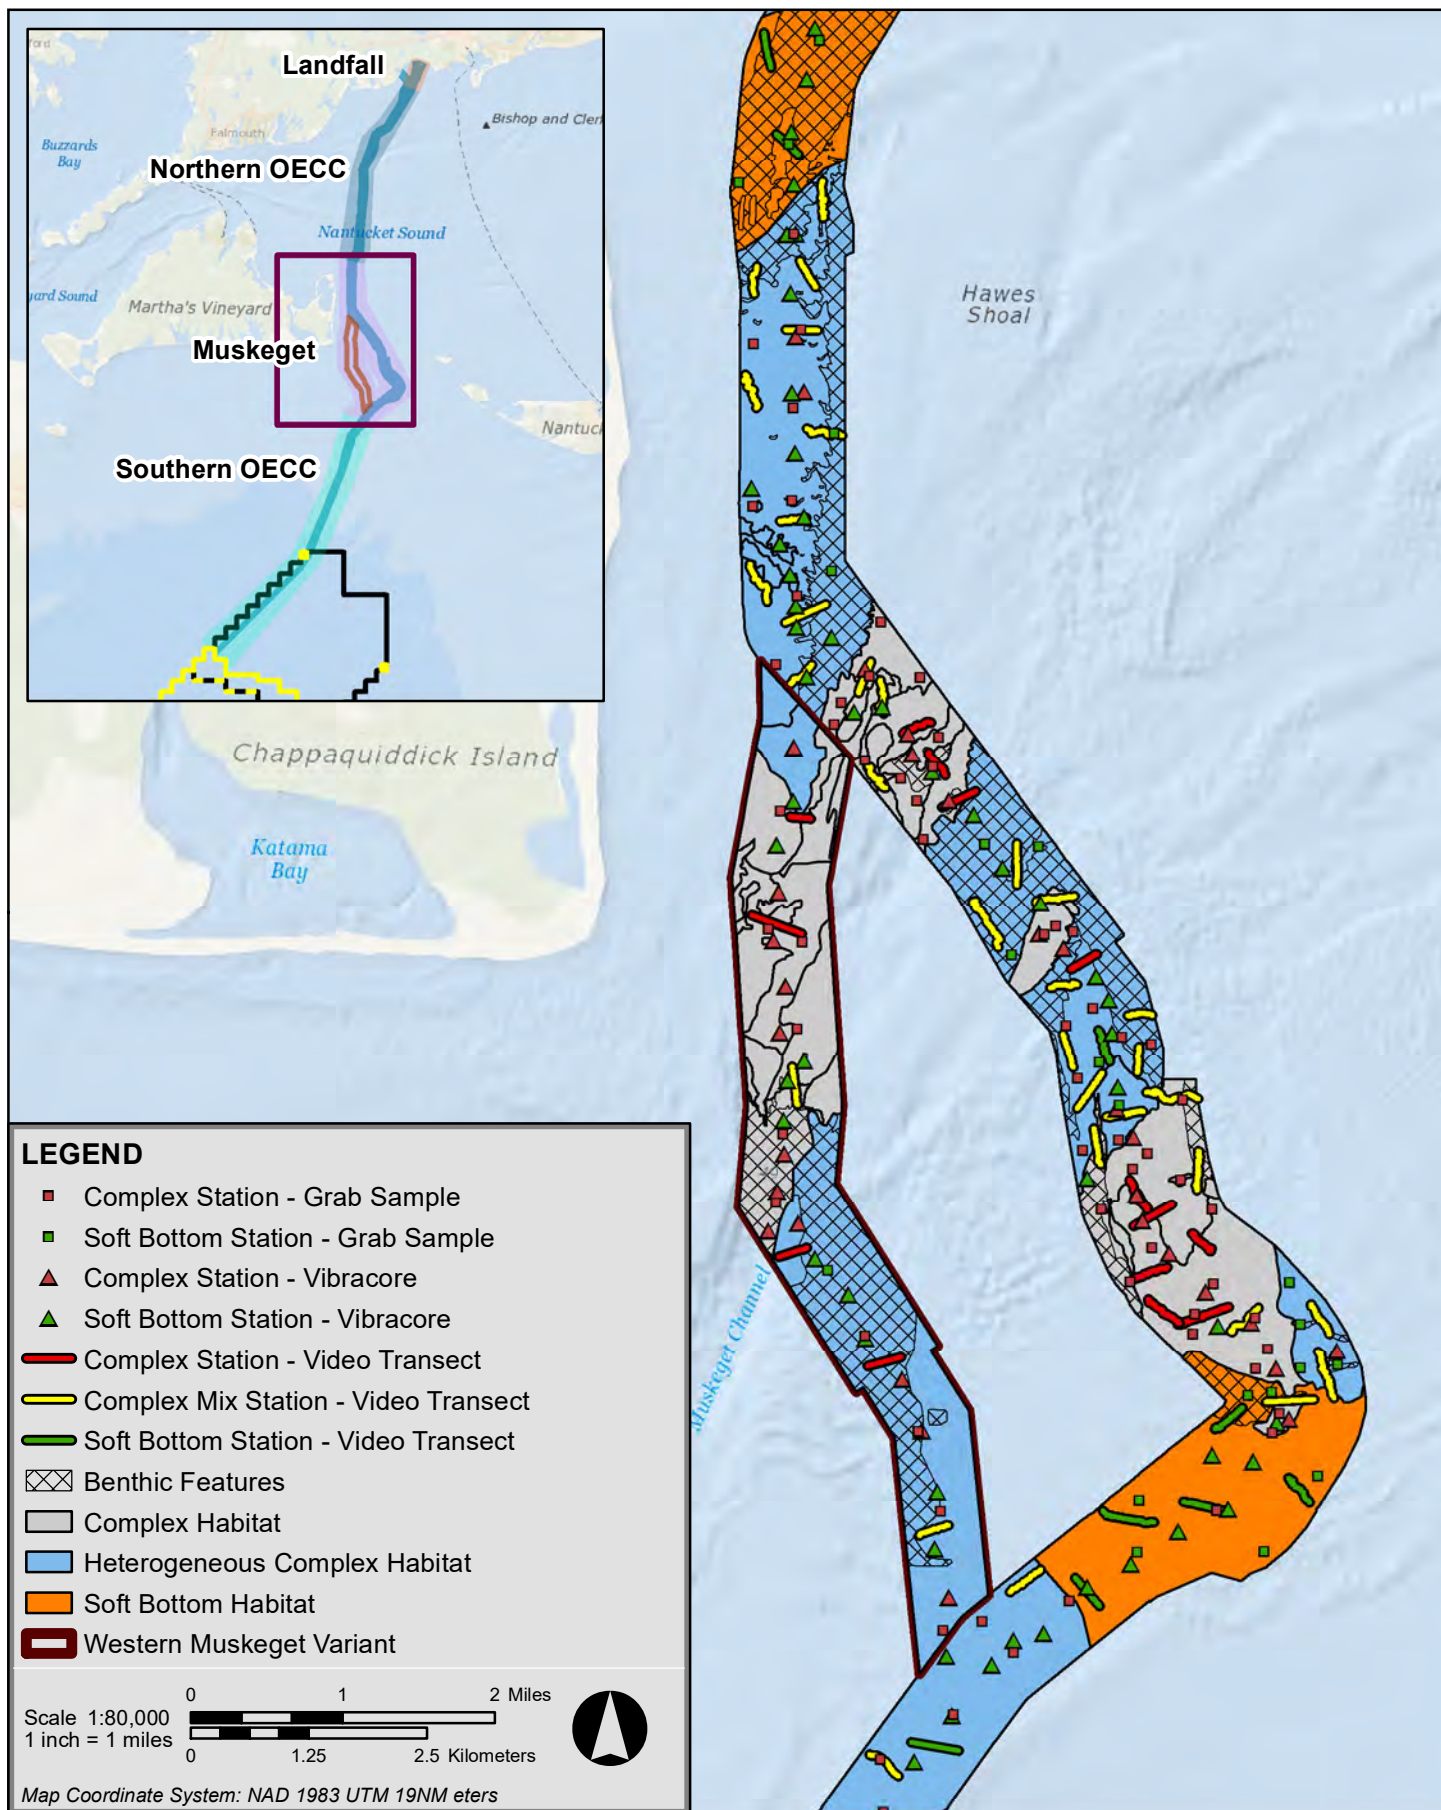 ford
Landfall
Bishop and Cler
Falmouth
Buzzards
Bay
Northern OECC
Nantucket Sound
yard Sound
Martha's Vineyard
Muskeget
Nantuck
Southern OECC
Hawes
Shoal
Chappaquiddick Island
Katama
Bay
Muskeget Channel
LEGEND
Complex Station - Grab Sample
Soft Bottom Station - Grab Sample
Complex Station - Vibracore
Soft Bottom Station - Vibracore
Complex Station - Video Transect
Complex Mix Station - Video Transect
Soft Bottom Station - Video Transect
Benthic Features
Complex Habitat
Heterogeneous Complex Habitat
Soft Bottom Habitat
Western Muskeget Variant
0 1 2 Miles
Scale 1:80,000
1 inch = 1 miles
0 1.25 2.5 Kilometers
Map Coordinate System: NAD 1983 UTM 19NM eters